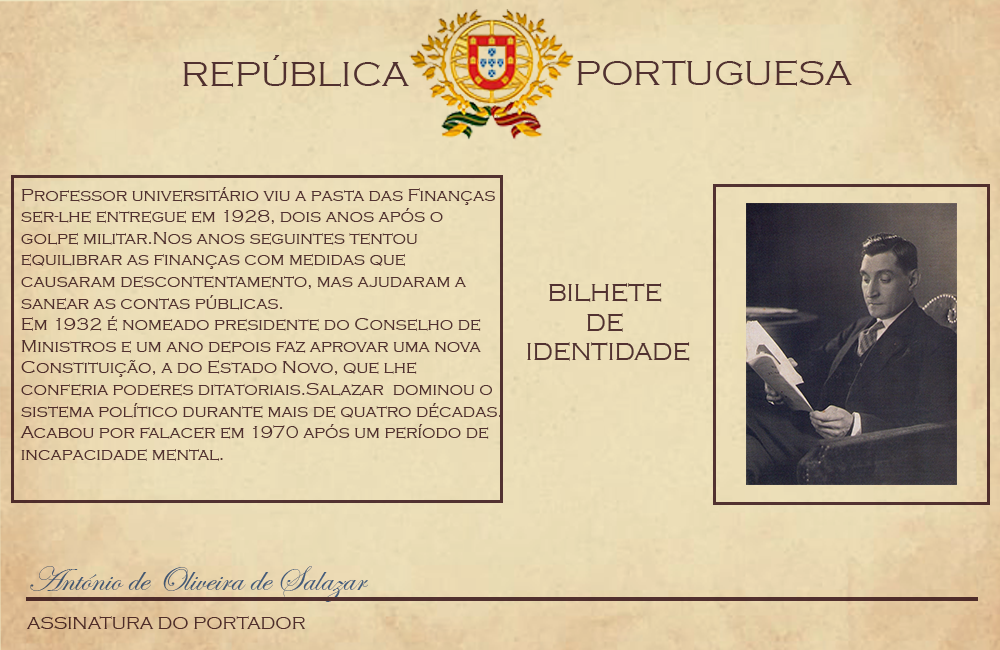 REPÚBLICA PORTUGUESA
PROFESSOR UNIVERSITÁRIO VIU A PASTA DAS FINANÇAS
SER-LHE ENTREGUE EM 1928, DOIS ANOS APÓS O
GOLPE MILITAR.NOS ANOS SEGUINTES TENTOU
EQUILIBRAR AS FINANÇAS COM MEDIDAS QUE
CAUSARAM DESCONTENTAMENTO, MAS AJUDARAM A
SANEAR AS CONTAS PÚBLICAS.
EM 1932 É NOMEADO PRESIDENTE DO CONSELHO DE
MINISTROS E UM ANO DEPOIS FAZ APROVAR UMA NOVA
CONSTITUIÇÃO, A DO ESTADO NOVO, QUE LHE
CONFERIA PODERES DITATORIAIS.SALAZAR DOMINOU O
SISTEMA POLÍTICO DURANTE MAIS DE QUATRO DÉCADAS.
ACABOU POR FALACER EM 1970 APÓS UM PERÍODO DE
INCAPACIDADE MENTAL.
BILHETE
DE
IDENTIDADE
António de Oliveira de Salazar
ASSINATURA DO PORTADOR